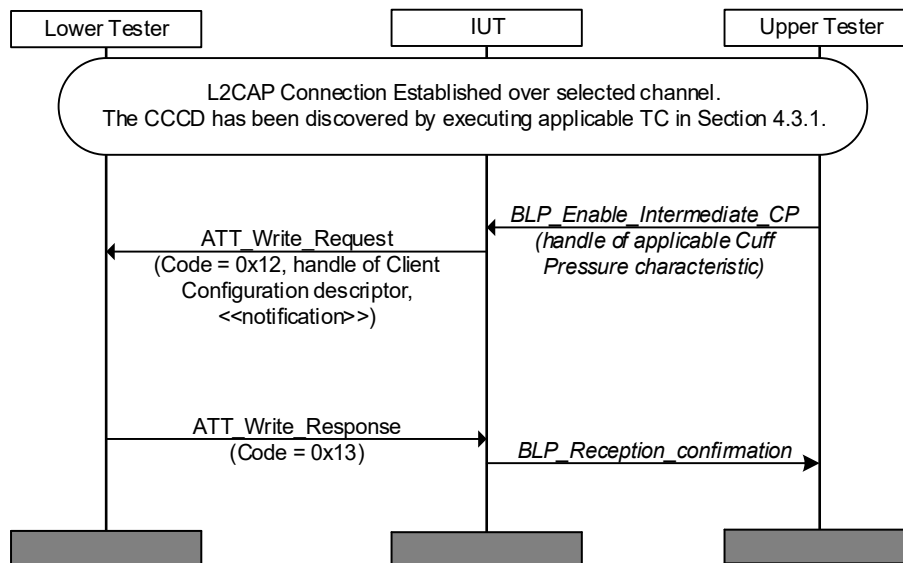 Lower Tester
IUT
Upper Tester
L2CAP Connection Established over selected channel.
The CCCD has been discovered by executing applicable TC in Section 4.3.1.
BLP_Enable_Intermediate_CP
(handle of applicable Cuff
Pressure characteristic)
ATT_Write_Request
(Code = 0x12, handle of Client
Configuration descriptor,
<<notification>>)
ATT_Write_Response
(Code = 0x13)
BLP_Reception_confirmation